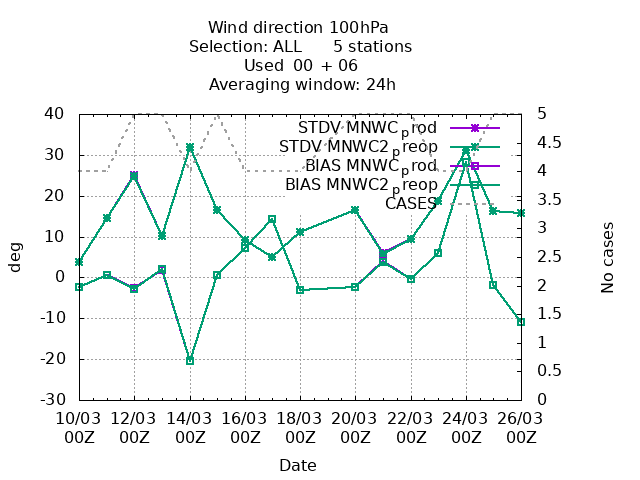 Wind direction 100hPa
Selection: ALL      5 stations
Used  00 + 06
Averaging window: 24h
40
30
20
10
0
-10
-20
-30
deg
5
4.5
4
3.5
3
2.5
2
1.5
1
0.5
0
No cases
STDV MNWC_prod
STDV MNWC2_preop
BIAS MNWC_prod
BIAS MNWC2_preop
CASES
10/03 12/03 14/03 16/03 18/03 20/03 22/03 24/03 26/03
00Z 00Z 00Z 00Z 00Z 00Z 00Z 00Z 00Z
Date